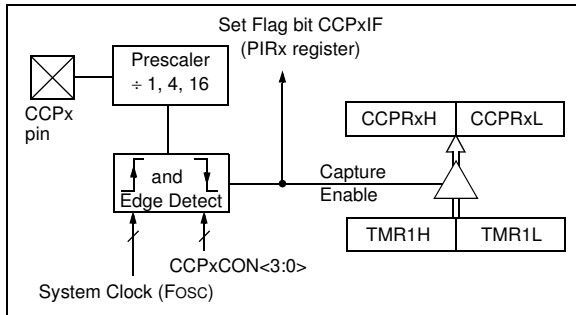 Set Flag bit CCPxIF
(PIRx register)
Prescaler
÷ 1, 4, 16
CCPx
pin
CCPRxH
CCPRxL
and
Edge Detect
Capture
Enable
TMR1H
TMR1L
CCPxCON<3:0>
System Clock (FOSC)